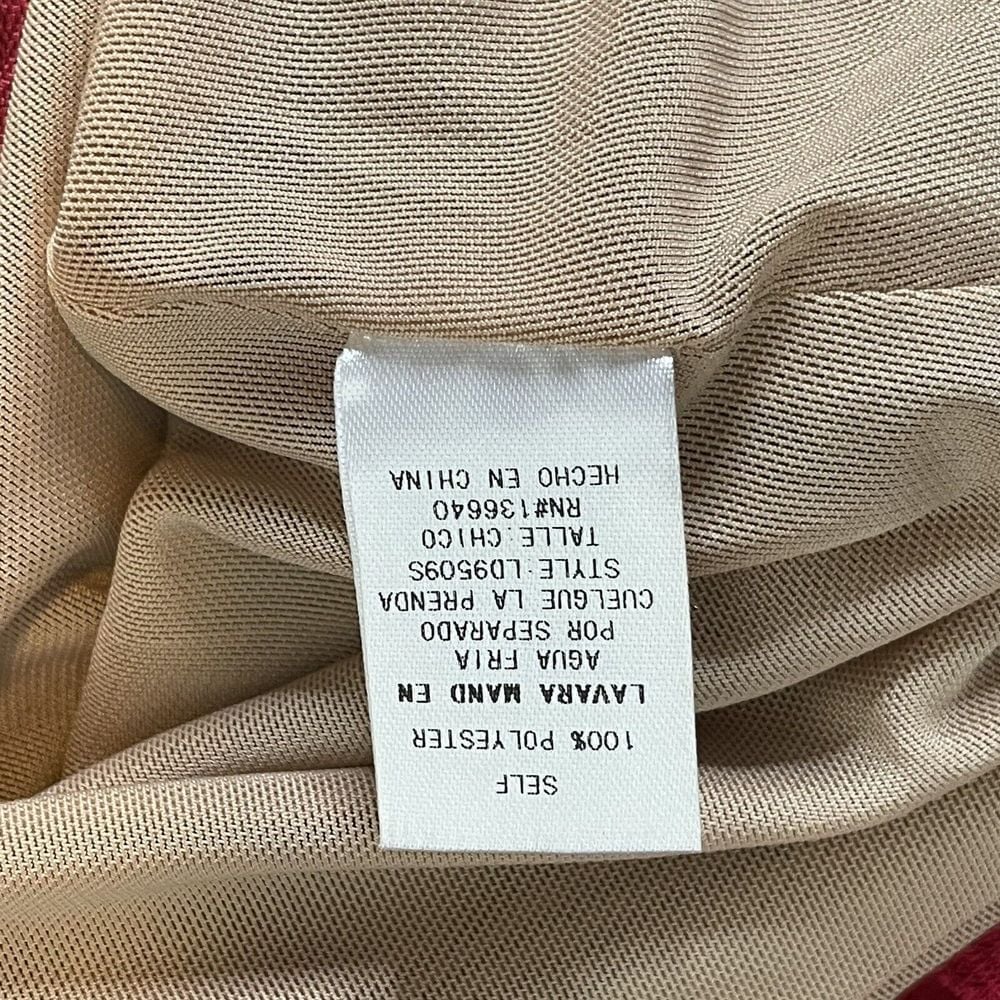 SELF
100% POLYESTER
LAVARA MAND EN
AGUA FRIA
POR SEPARADO
CUELGUE LA PRENDA
STYLE:LD9509S
TALLE:CHICO
RN#136640
HECHO EN CHINA